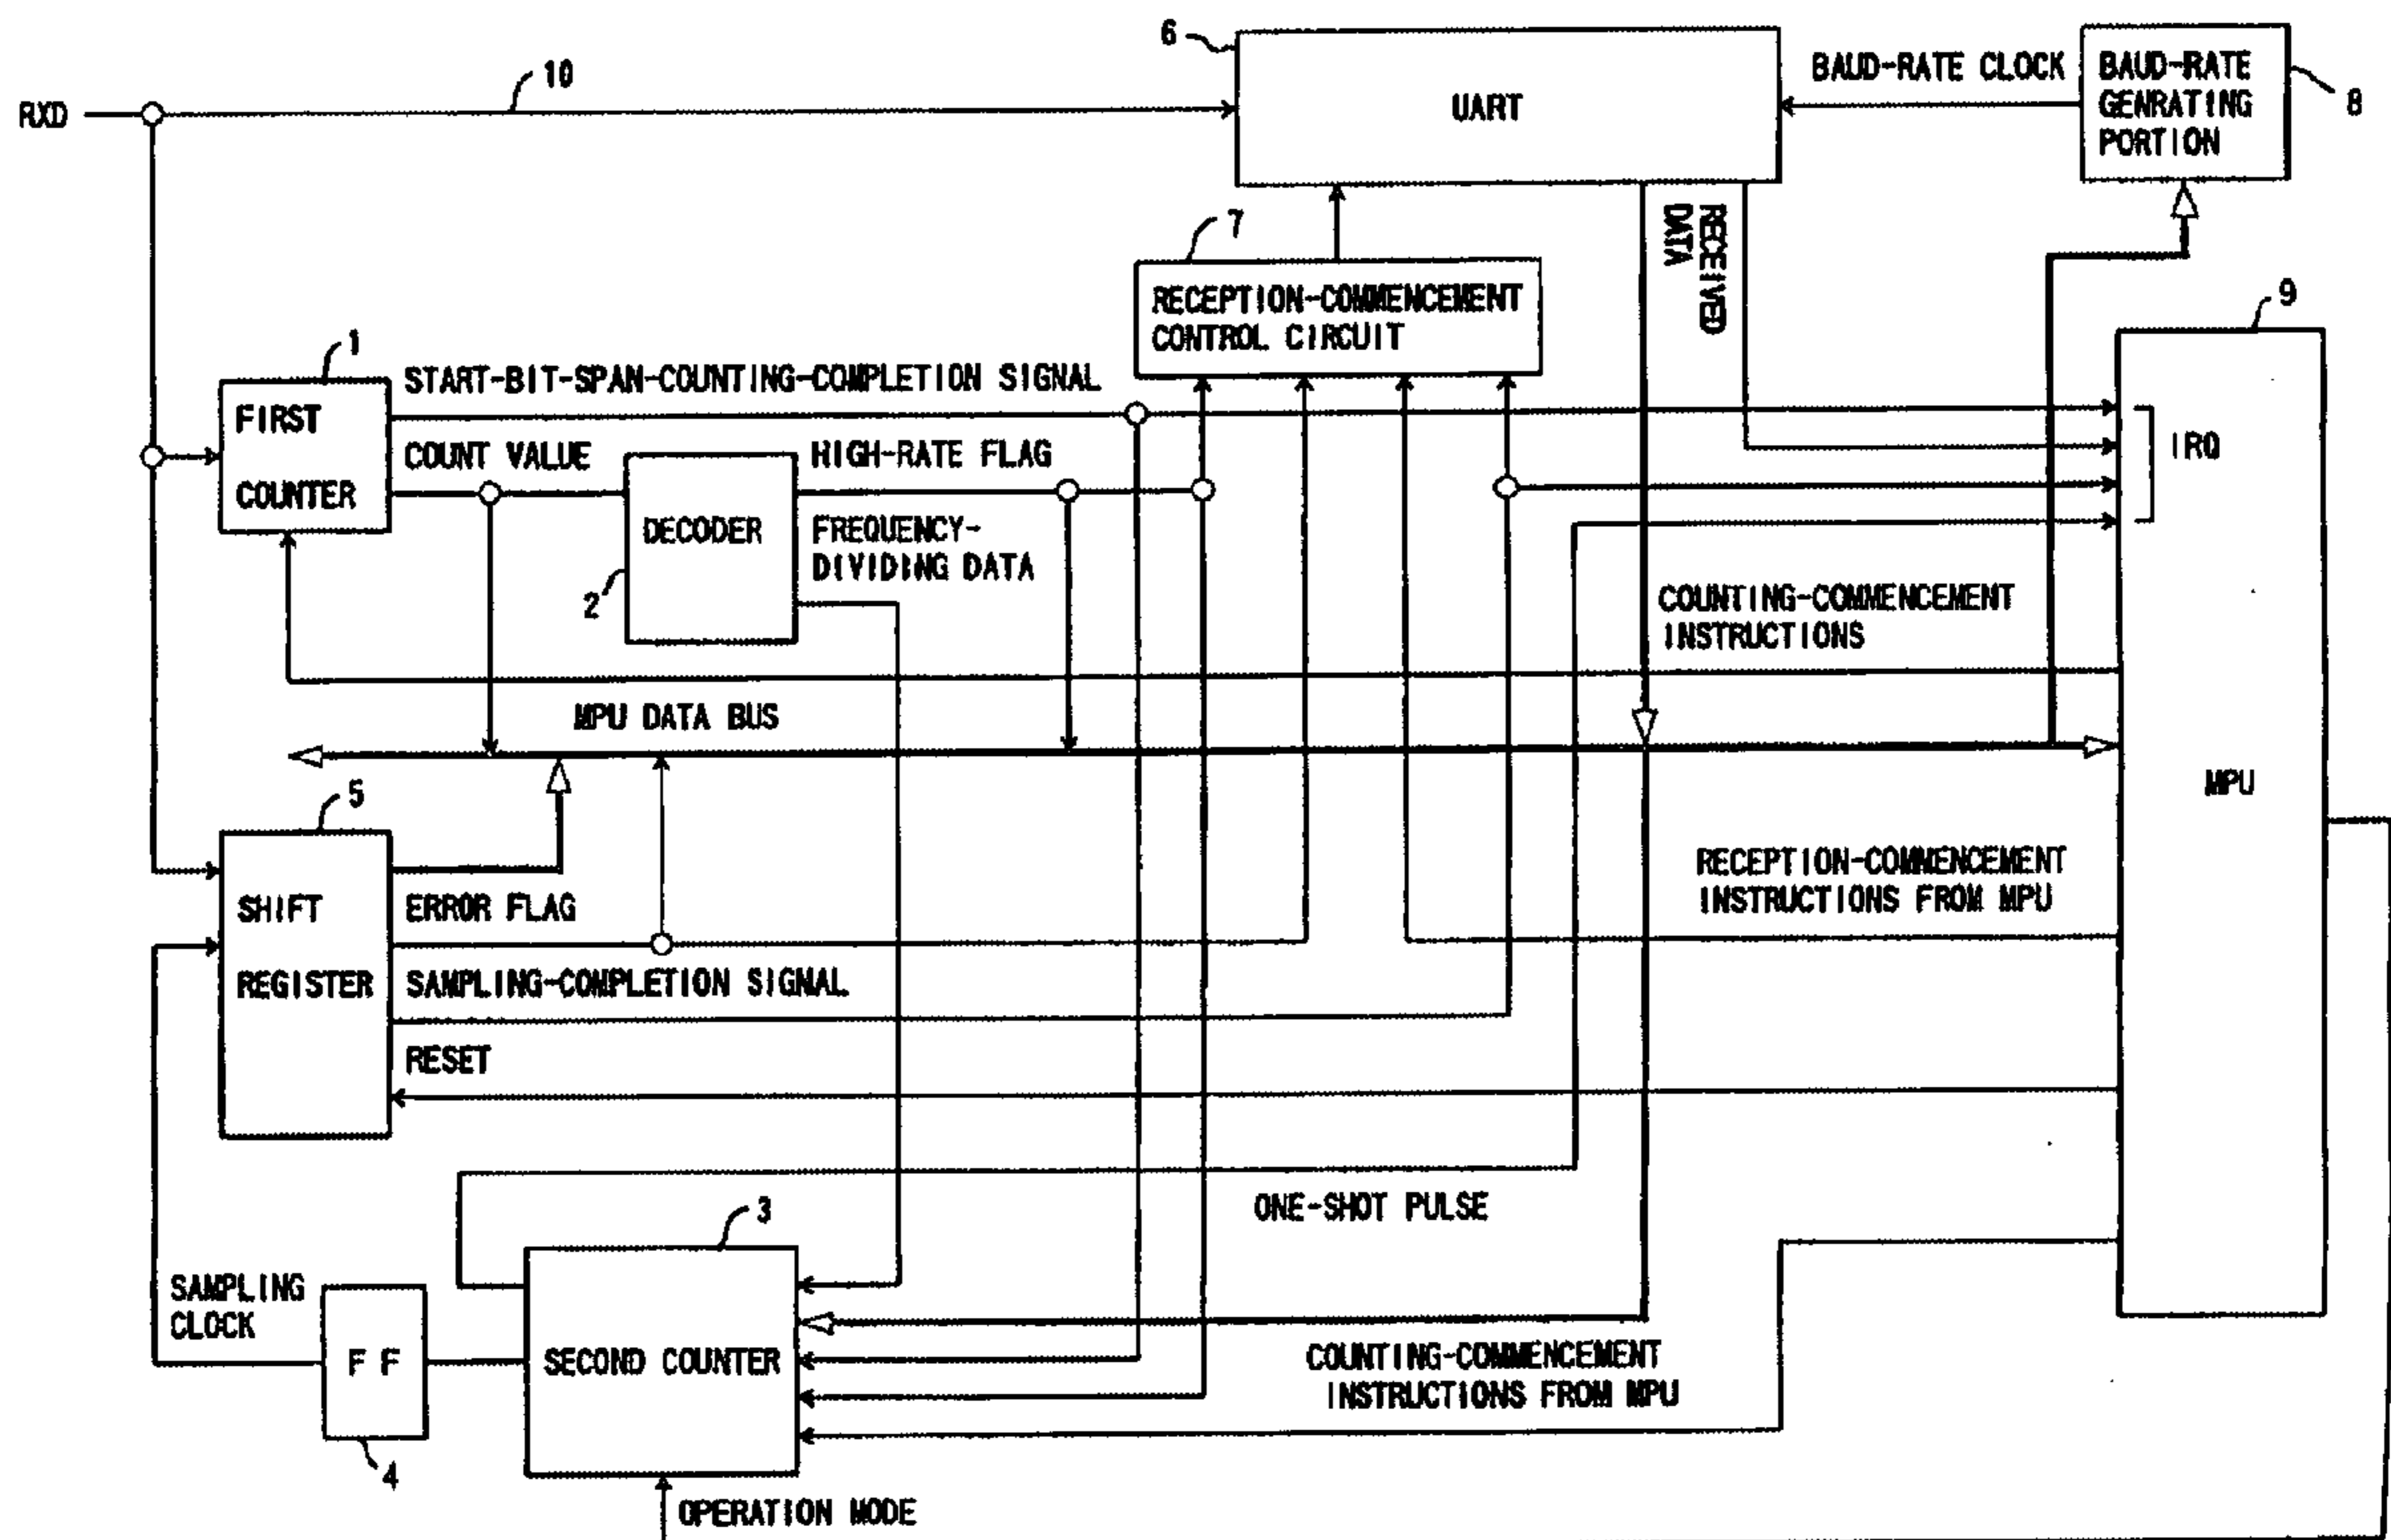 6
BAUD-RATE CLOCK
BAUD-RATE
GENRATING
PORTION
8
RXD
10
UART
7
RECEIVED
DATA
RECEPTION-COMMENCEMENT
CONTROL CIRCUIT
9
1
START-BIT-SPAN-COUNTING-COMPLETION SIGNAL
FIRST
COUNTER
COUNT VALUE
HIGH-RATE FLAG
IRQ
DECODER
2
FREQUENCY-
DIVIDING DATA
COUNTING-COMMENCEMENT
INSTRUCTIONS
MPU DATA BUS
MPU
5
SHIFT
REGISTER
ERROR FLAG
RECEPTION-COMMENCEMENT
INSTRUCTIONS FROM MPU
SAMPLING-COMPLETION SIGNAL
RESET
ONE-SHOT PULSE
3
SAMPLING
CLOCK
F F
4
SECOND COUNTER
COUNTING-COMMENCEMENT
INSTRUCTIONS FROM MPU
OPERATION MODE